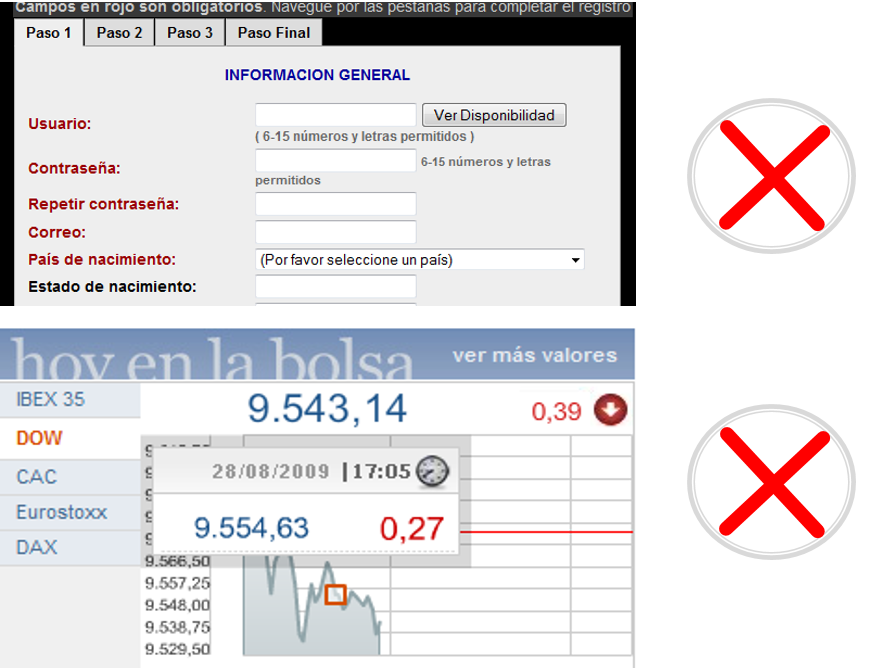 Campos en rojo son obligatorios. Navegue por las pestañas para completar el registro
Paso 1 Paso 2 Paso 3 Paso Final
INFORMACION GENERAL
Usuario: Ver Disponibilidad
( 6-15 números y letras permitidos )
Contraseña: 6-15 números y letras
permitidos
Repetir contraseña:
Correo:
País de nacimiento: (Por favor seleccione un país)
Estado de nacimiento:
hoy en la bolsa ver más valores
IBEX 35
9.543,14 0,39
DOW
28/08/2009 |17:05
CAC
Eurostoxx
9.554,63 0,27
DAX
9.566,50
9.557,25
9.548,00
9.538,75
9.529,50